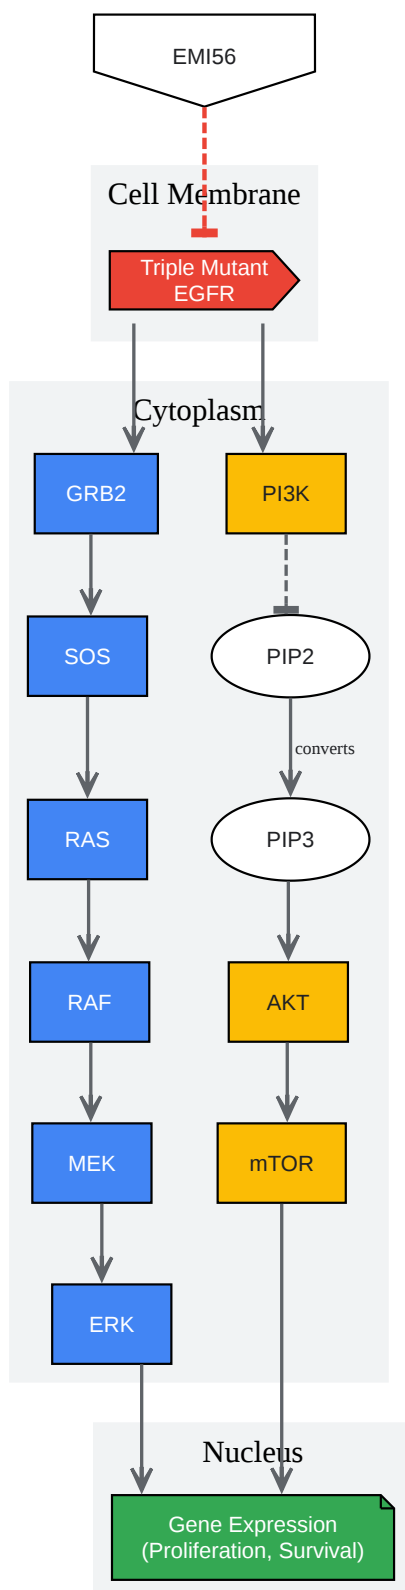 EMI56
Cell Membrane
Triple Mutant
EGFR
Cytoplasm
GRB2
PI3K
SOS
PIP2
converts
RAS
PIP3
RAF
AKT
MEK
mTOR
ERK
Nucleus
Gene Expression
(Proliferation, Survival)